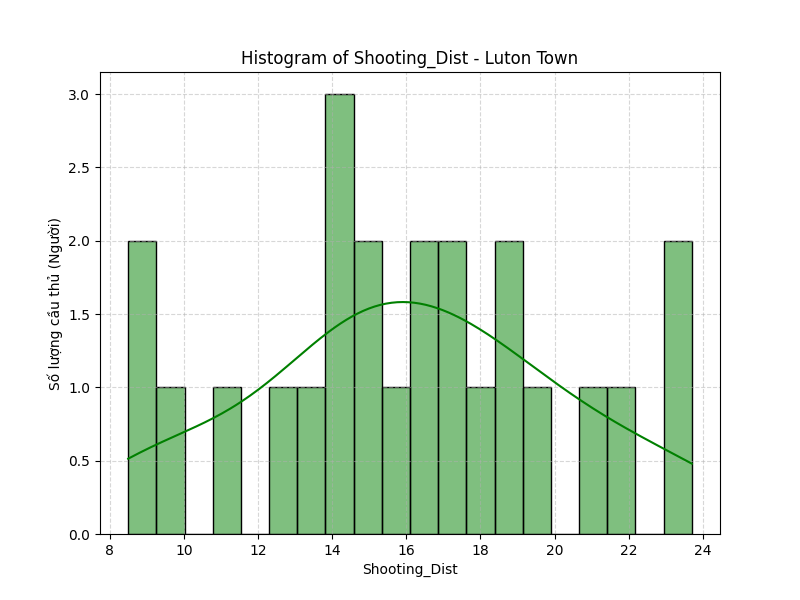 Histogram of Shooting_Dist - Luton Town
3.0
2.5
2.0
1.5
1.0
0.5
0.0
Số lượng cầu thủ (Người)
8 10 12 14 16 18 20 22 24
Shooting_Dist